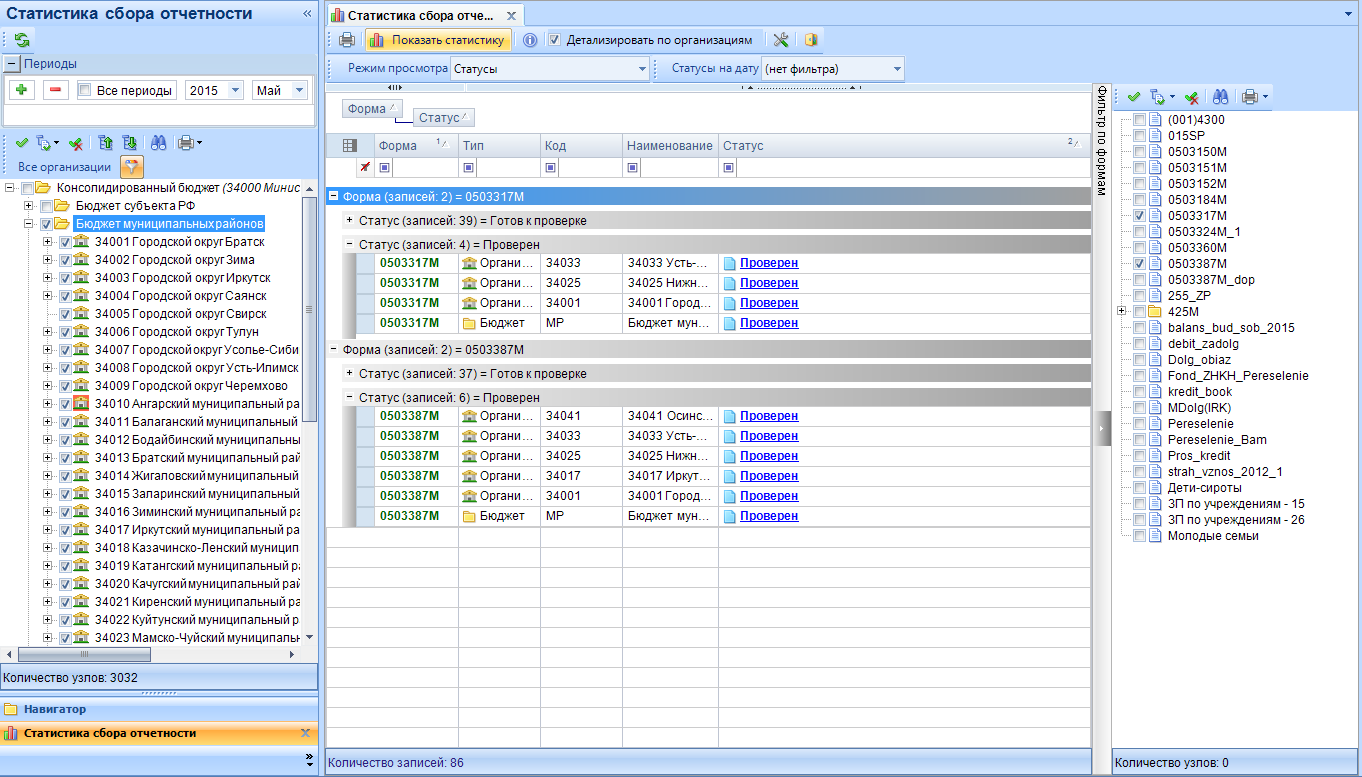 Статистика сбора отчетности
Периоды
Все периоды 2015 Май
Все организации
Консолидированный бюджет (34000 Минис
Бюджет субъекта РФ
Бюджет муниципальных районов
34001 Городской округ Братск
34002 Городской округ Зима
34003 Городской округ Иркутск
34004 Городской округ Саянск
34005 Городской округ Свирск
34006 Городской округ Тулун
34007 Городской округ Усолье-Сиби
34008 Городской округ Усть-Илимск
34009 Городской округ Черемхово
34010 Ангарский муниципальный ра
34011 Балаганский муниципальный
34012 Бодайбинский муниципальны
34013 Братский муниципальный рай
34014 Жигаловский муниципальный
34015 Заларинский муниципальный
34016 Зиминский муниципальный ра
34017 Иркутский муниципальный ра
34018 Казачинско-Ленский муницип
34019 Катангский муниципальный ра
34020 Качугский муниципальный рай
34021 Киренский муниципальный ра
34022 Куйтунский муниципальный р
34023 Мамско-Чуйский муниципальн
Количество узлов: 3032
Навигатор
Статистика сбора отчетности
Статистика сбора отче...
Показать статистику Детализировать по организациям
Режим просмотра Статусы Статусы на дату (нет фильтра)
Форма
Статус
Форма 1 Тип Код Наименование Статус 2
Форма (записей: 2) = 0503317M
Статус (записей: 39) = Готов к проверке
Статус (записей: 4) = Проверен
0503317M Органи... 34033 34033 Усть-... Проверен
0503317M Органи... 34025 34025 Нижн... Проверен
0503317M Органи... 34001 34001 Город... Проверен
0503317M Бюджет МР Бюджет мун... Проверен
Форма (записей: 2) = 0503387M
Статус (записей: 37) = Готов к проверке
Статус (записей: 6) = Проверен
0503387M Органи... 34041 34041 Осинс... Проверен
0503387M Органи... 34033 34033 Усть-... Проверен
0503387M Органи... 34025 34025 Нижн... Проверен
0503387M Органи... 34017 34017 Иркут... Проверен
0503387M Органи... 34001 34001 Город... Проверен
0503387M Бюджет МР Бюджет мун... Проверен
Количество записей: 86
Фильтр по формам
(001)4300
015SP
0503150M
0503151M
0503152M
0503184M
0503317M
0503324M_1
0503360M
0503387M
0503387M_dop
255_ZP
425M
balans_bud_sob_2015
debit_zadolg
Dolg_obiaz
Fond_ZHKH_Pereselenie
kredit_book
MDolg(IRK)
Pereselenie
Pereselenie_Bam
Pros_kredit
strah_vznos_2012_1
Дети-сироты
ЗП по учреждениям - 15
ЗП по учреждениям - 26
Молодые семьи
Количество узлов: 0